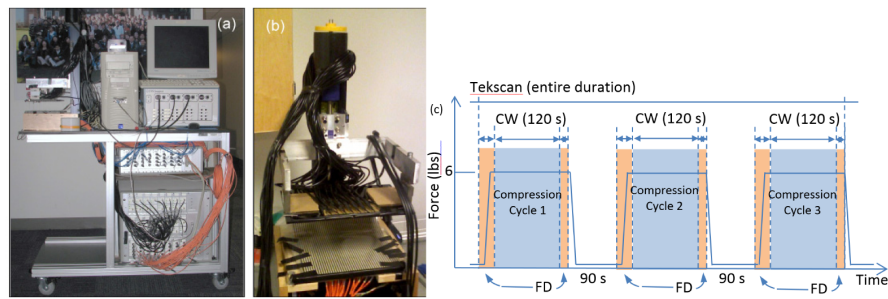 (a)
(b)
(c)
Tekscan (entire duration)
CW (120 s) CW (120 s) CW (120 s)
Force (lbs)
6
Compression Cycle 1
Compression Cycle 2
Compression Cycle 3
90 s 90 s
Time
FD FD FD